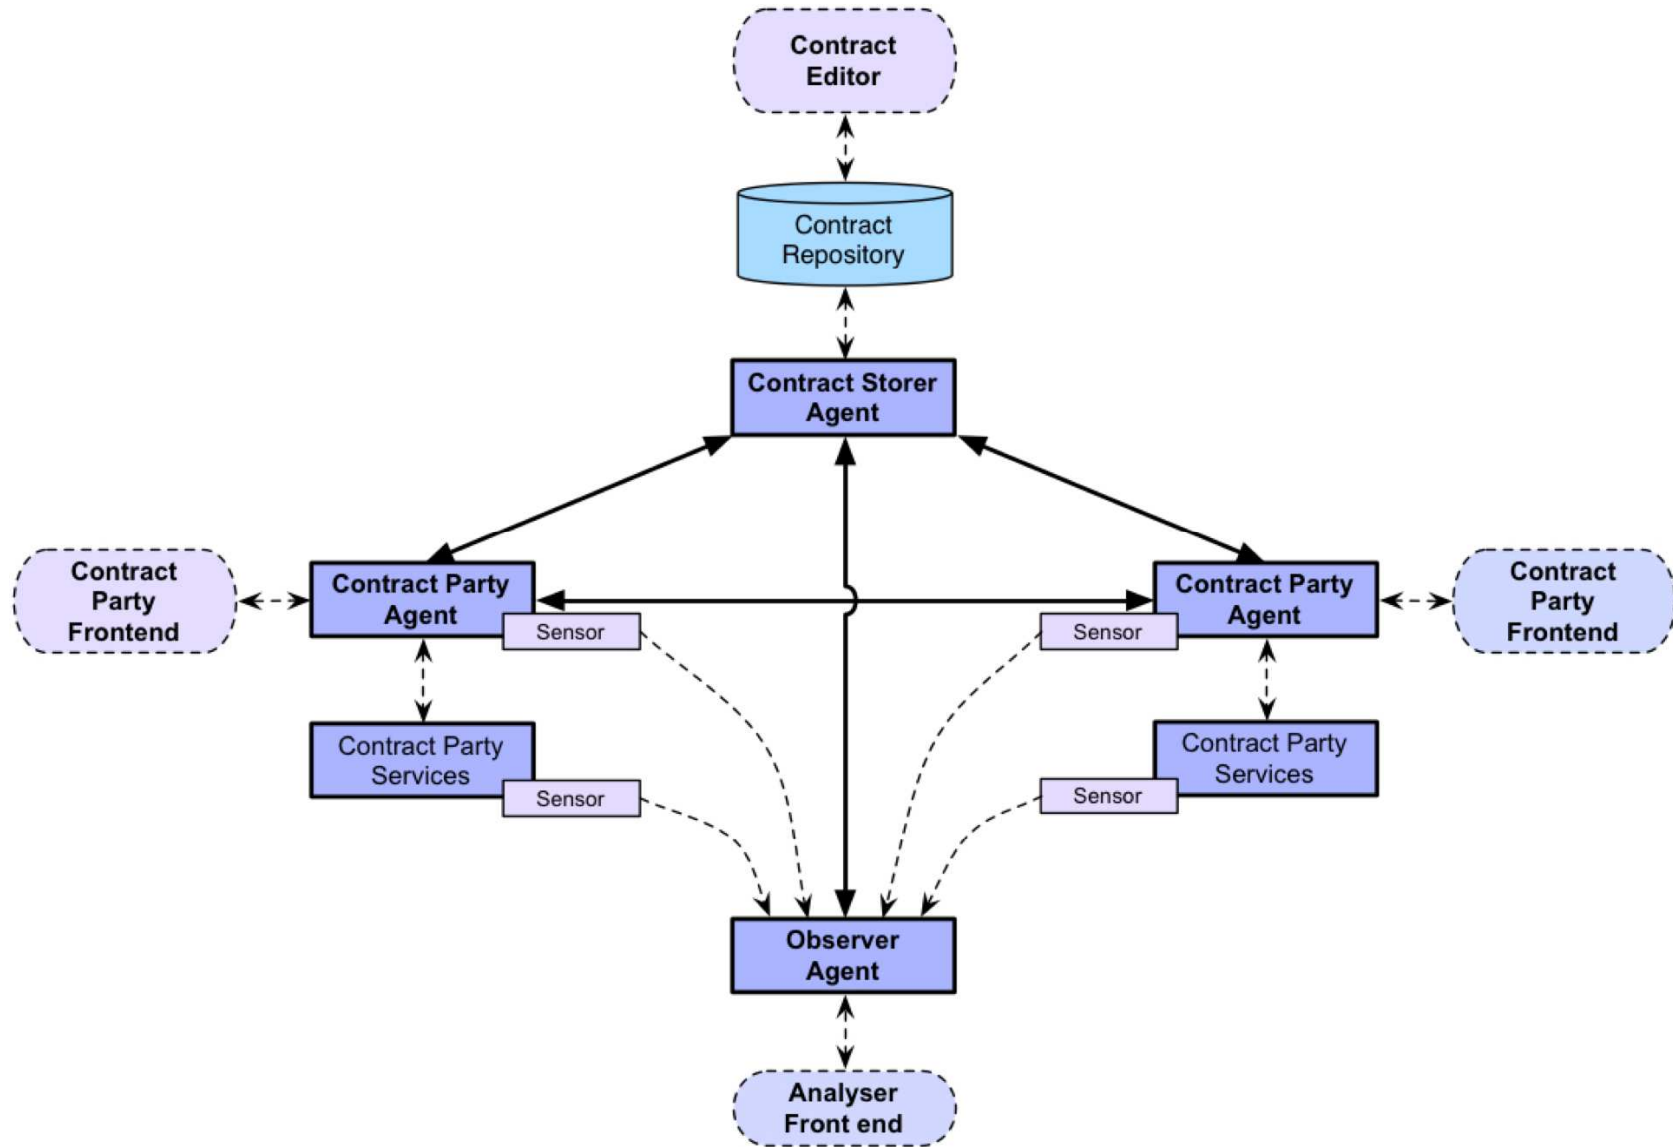 Contract
Editor
Contract
Repository
Contract Storer
Agent
Contract
Party
Frontend
Contract Party
Agent
Sensor
Contract Party
Agent
Sensor
Contract
Party
Frontend
Contract Party
Services
Sensor
Contract Party
Services
Sensor
Observer
Agent
Analyser
Front end